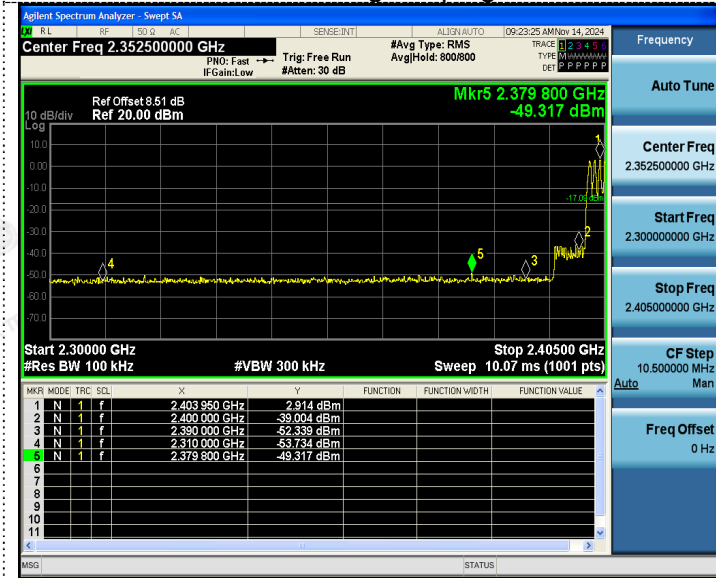 Agilent Spectrum Analyzer - Swept SA
LXI RL RF 50 Ω AC SENSE:INT ALIGN AUTO 09:23:25 AM Nov 14, 2024
Center Freq 2.352500000 GHz
PNO: Fast
IFGain:Low
Trig: Free Run
#Atten: 30 dB
#Avg Type: RMS
Avg|Hold: 800/800
TRACE 1 2 3 4 5 6
TYPE M
DET P P P P P P
Mkr5 2.379 800 GHz
-49.317 dBm
Ref Offset 8.51 dB
10 dB/div Ref 20.00 dBm
Log
10.0
0.00
-10.0
-20.0
-30.0
-40.0
-50.0
-60.0
-70.0
1
-17.09 dBm
2
3
4
5
Start 2.30000 GHz Stop 2.40500 GHz
#Res BW 100 kHz #VBW 300 kHz Sweep 10.07 ms (1001 pts)
MKR MODE TRC SCL X Y FUNCTION FUNCTION WIDTH FUNCTION VALUE
1 N 1 f 2.403 950 GHz 2.914 dBm
2 N 1 f 2.400 000 GHz -39.004 dBm
3 N 1 f 2.390 000 GHz -52.339 dBm
4 N 1 f 2.310 000 GHz -53.734 dBm
5 N 1 f 2.379 800 GHz -49.317 dBm
6
7
8
9
10
11
MSG STATUS
Frequency
Auto Tune
Center Freq
2.352500000 GHz
Start Freq
2.300000000 GHz
Stop Freq
2.405000000 GHz
CF Step
10.500000 MHz
Auto Man
Freq Offset
0 Hz